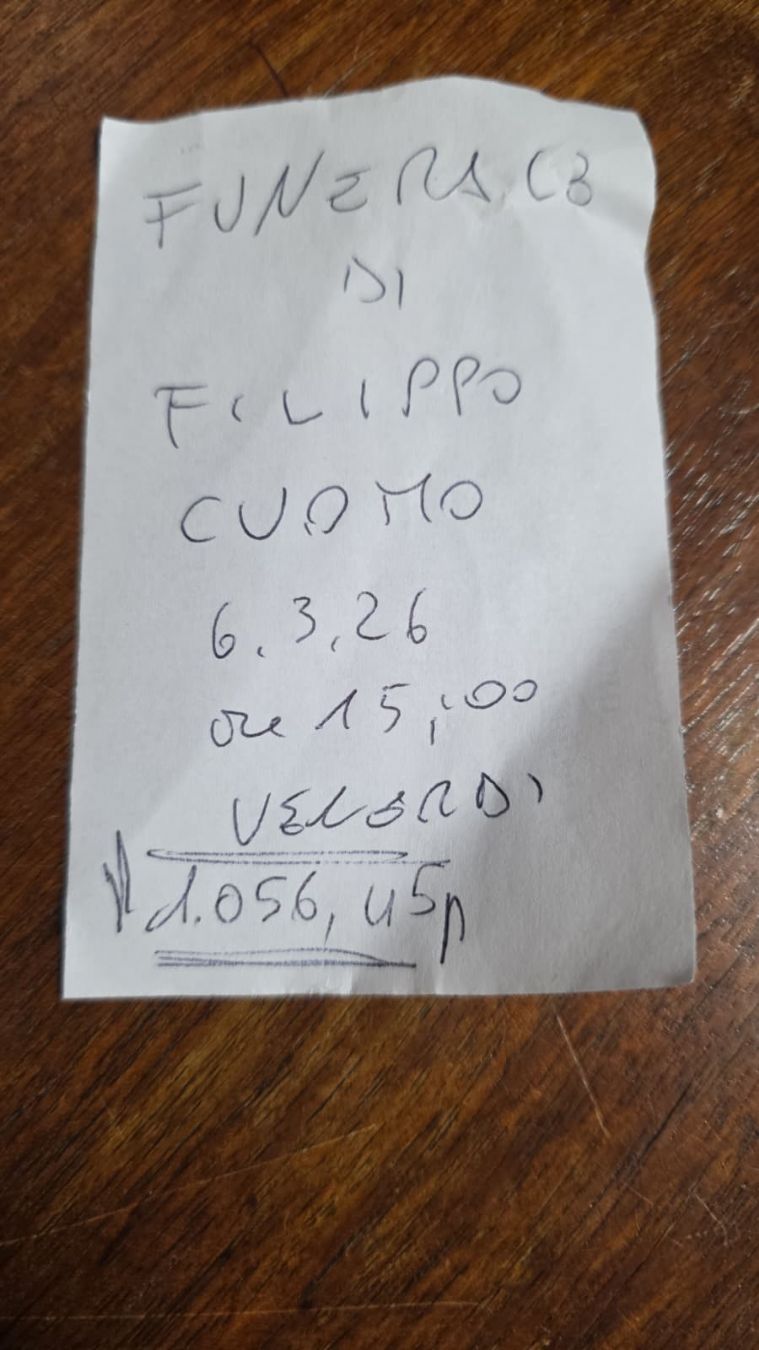 FUNERALE
DI
FILIPPO
CUOMO
6.3.26
ore 15,00
VENERDI
1.056,45